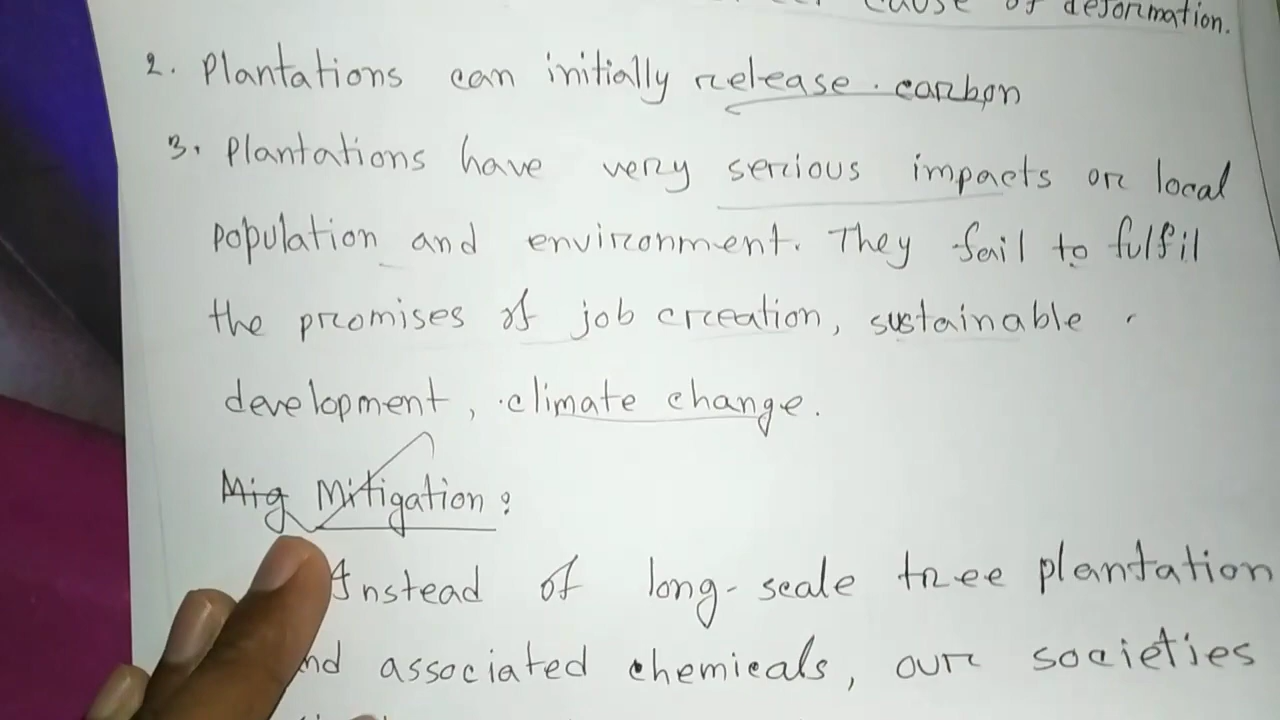 cause of deformation.
2. Plantations can initially release carbon
3. Plantations have very serious impacts on local
population and environment. They fail to fulfil
the promises of job creation, sustainable
development, climate change.
Mig Mitigation:
Instead of long-scale tree plantation
and associated chemicals, our societies